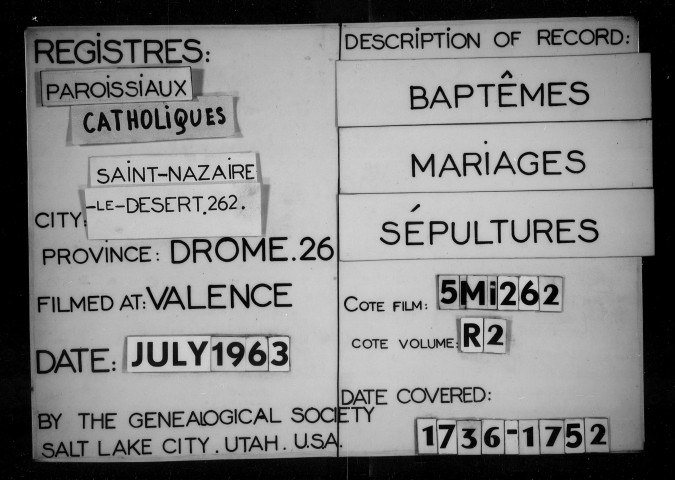 REGISTRES:
PAROISSIAUX
CATHOLIQUES
SAINT-NAZAIRE
-LE-DESERT.262.
CITY:
PROVINCE: DROME.26
FILMED AT: VALENCE
DATE: JULY 1963
BY THE GENEALOGICAL SOCIETY
SALT LAKE CITY. UTAH. U.S.A.
DESCRIPTION OF RECORD:
BAPTÊMES
MARIAGES
SÉPULTURES
COTE FILM: 5Mi262
COTE VOLUME: R2
DATE COVERED:
1736-1752